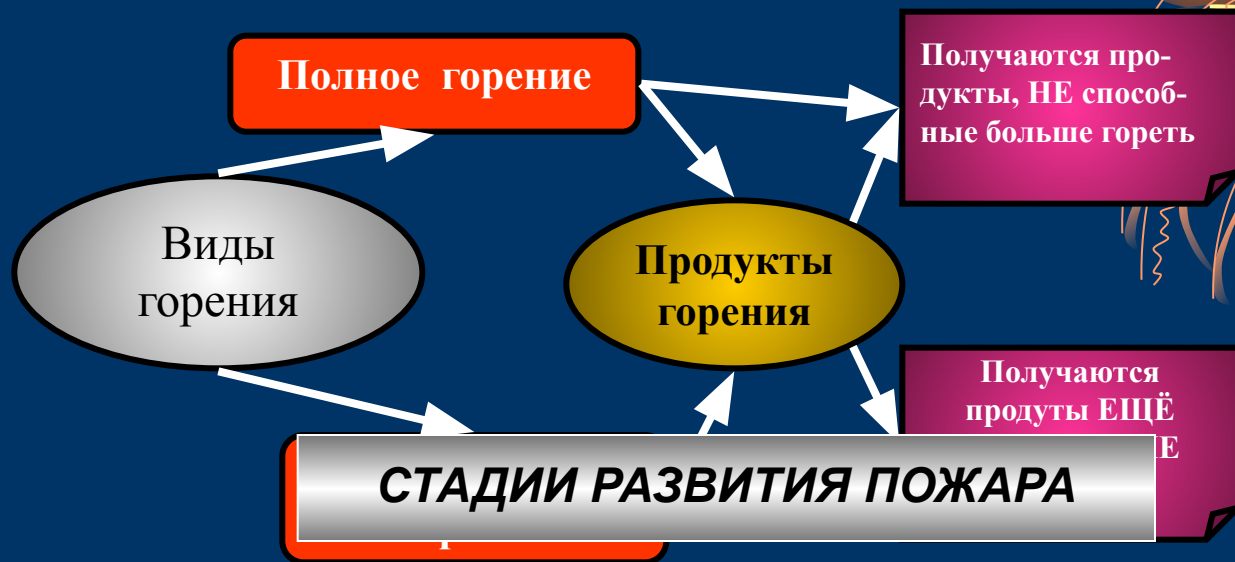 Полное горение
Получаются про-
дукты, НЕ способ-
ные больше гореть
Виды
горения
Продукты
горения
Получаются
продуты ЕЩЁ
СТАДИИ РАЗВИТИЯ ПОЖАРА